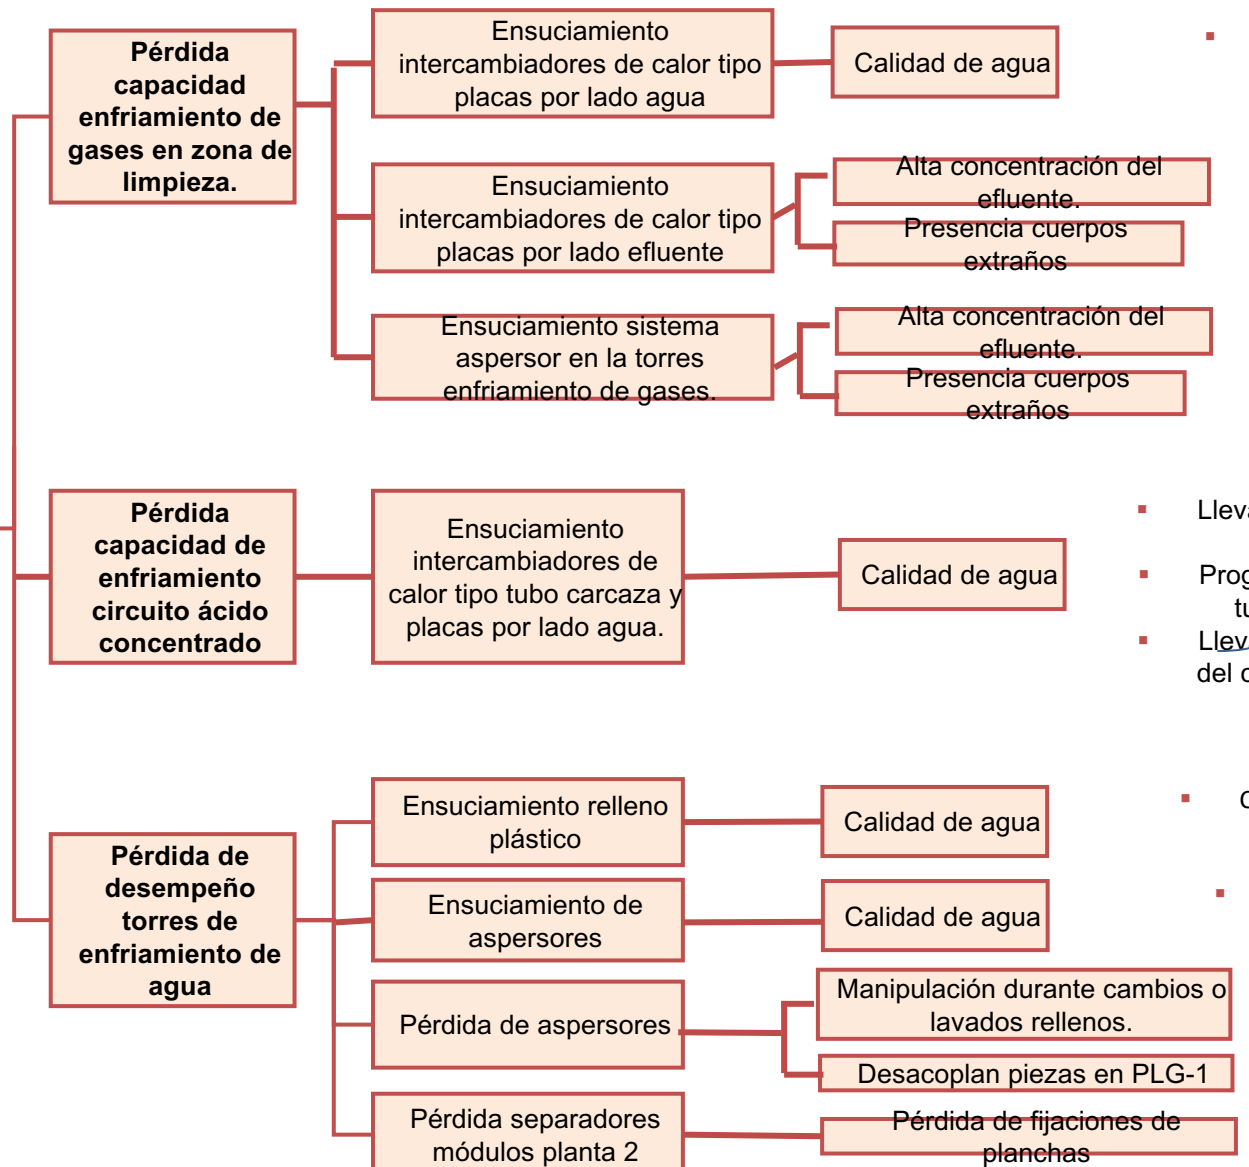 Pérdida
capacidad
enfriamiento de
gases en zona de
limpieza.
Ensuciamiento
intercambiadores de calor tipo
placas por lado agua
Calidad de agua
Ensuciamiento
intercambiadores de calor tipo
placas por lado efluente
Alta concentración del
efluente.
Presencia cuerpos
extraños
Ensuciamiento sistema
aspersor en la torres
enfriamiento de gases.
Alta concentración del
efluente.
Presencia cuerpos
extraños
Pérdida
capacidad de
enfriamiento
circuito ácido
concentrado
Ensuciamiento
intercambiadores de
calor tipo tubo carcaza y
placas por lado agua.
Calidad de agua
Pérdida de
desempeño
torres de
enfriamiento de
agua
Ensuciamiento relleno
plástico
Calidad de agua
Ensuciamiento de
aspersores
Calidad de agua
Pérdida de aspersores
Manipulación durante cambios o
lavados rellenos.
Desacoplan piezas en PLG-1
Pérdida separadores
módulos planta 2
Pérdida de fijaciones de
planchas